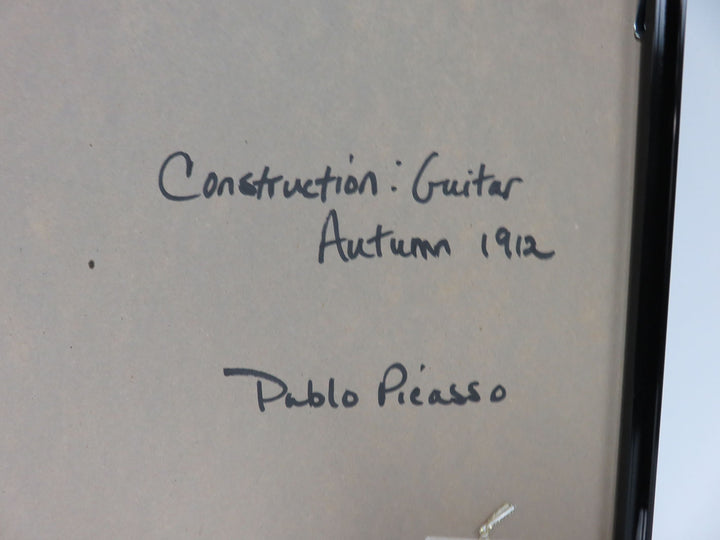 Construction: Guitar
Autumn 1912
Pablo Picasso